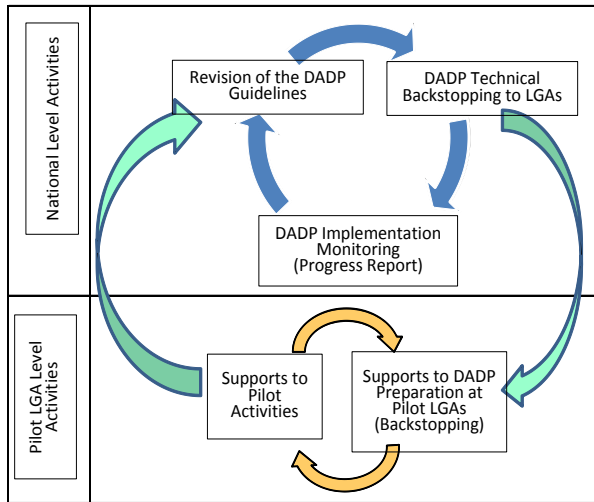 National Level Activities
Revision of the DADP
Guidelines
DADP Technical
Backstopping to LGAs
DADP Implementation
Monitoring
(Progress Report)
Pilot LGA Level
Activities
Supports to
Pilot
Activities
Supports to DADP
Preparation at
Pilot LGAs
(Backstopping)